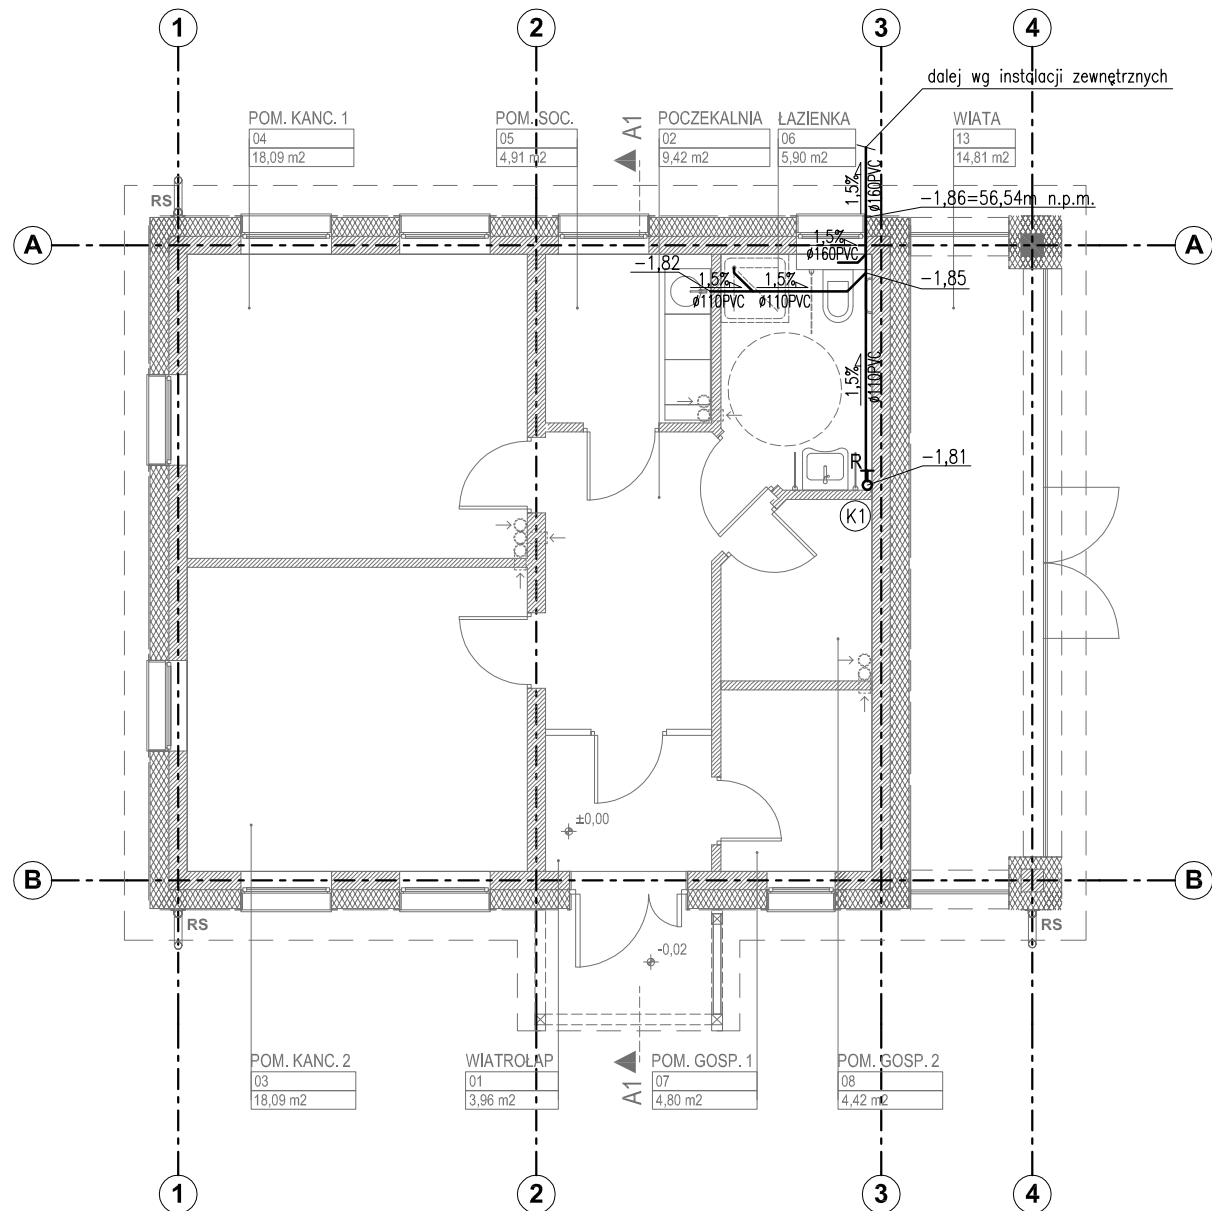 1
2
3
4
dalej wg instalacji zewnętrznych
POM. KANC. 1
04
18,09 m2
POM. SOC.
05
4,91 m2
A1
POCZEKALNIA
02
9,42 m2
ŁAZIENKA
06
5,90 m2
WIATA
13
14,81 m2
1,5%
ø160PVC
RS
-1,86=56,54m n.p.m.
A
A
1,5%
ø160PVC
-1,82
1,5%
ø110PVC
1,5%
ø110PVC
-1,85
1,5%
ø110PVC
R
-1,81
K1
±0,00
B
B
RS
RS
-0,02
POM. KANC. 2
03
18,09 m2
WIATROŁAP
01
3,96 m2
A1
POM. GOSP. 1
07
4,80 m2
POM. GOSP. 2
08
4,42 m2
1
2
3
4